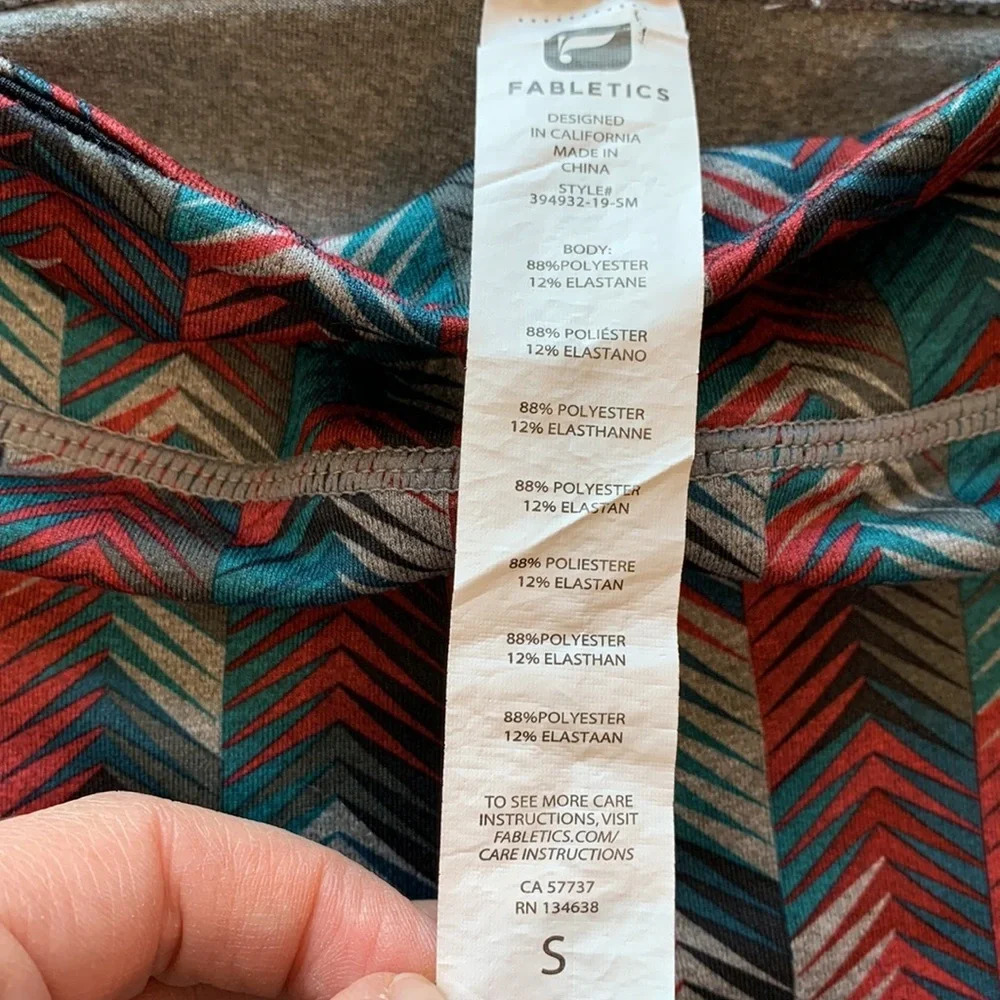 FABLETICS
DESIGNED
IN CALIFORNIA
MADE IN
CHINA
STYLE#
394932-19-SM
BODY:
88%POLYESTER
12% ELASTANE
88% POLIÉSTER
12% ELASTANO
88% POLYESTER
12% ELASTHANNE
88% POLYESTER
12% ELASTAN
88% POLIESTERE
12% ELASTAN
88%POLYESTER
12% ELASTHAN
88%POLYESTER
12% ELASTAAN
TO SEE MORE CARE
INSTRUCTIONS, VISIT
FABLETICS.COM/
CARE INSTRUCTIONS
CA 57737
RN 134638
S